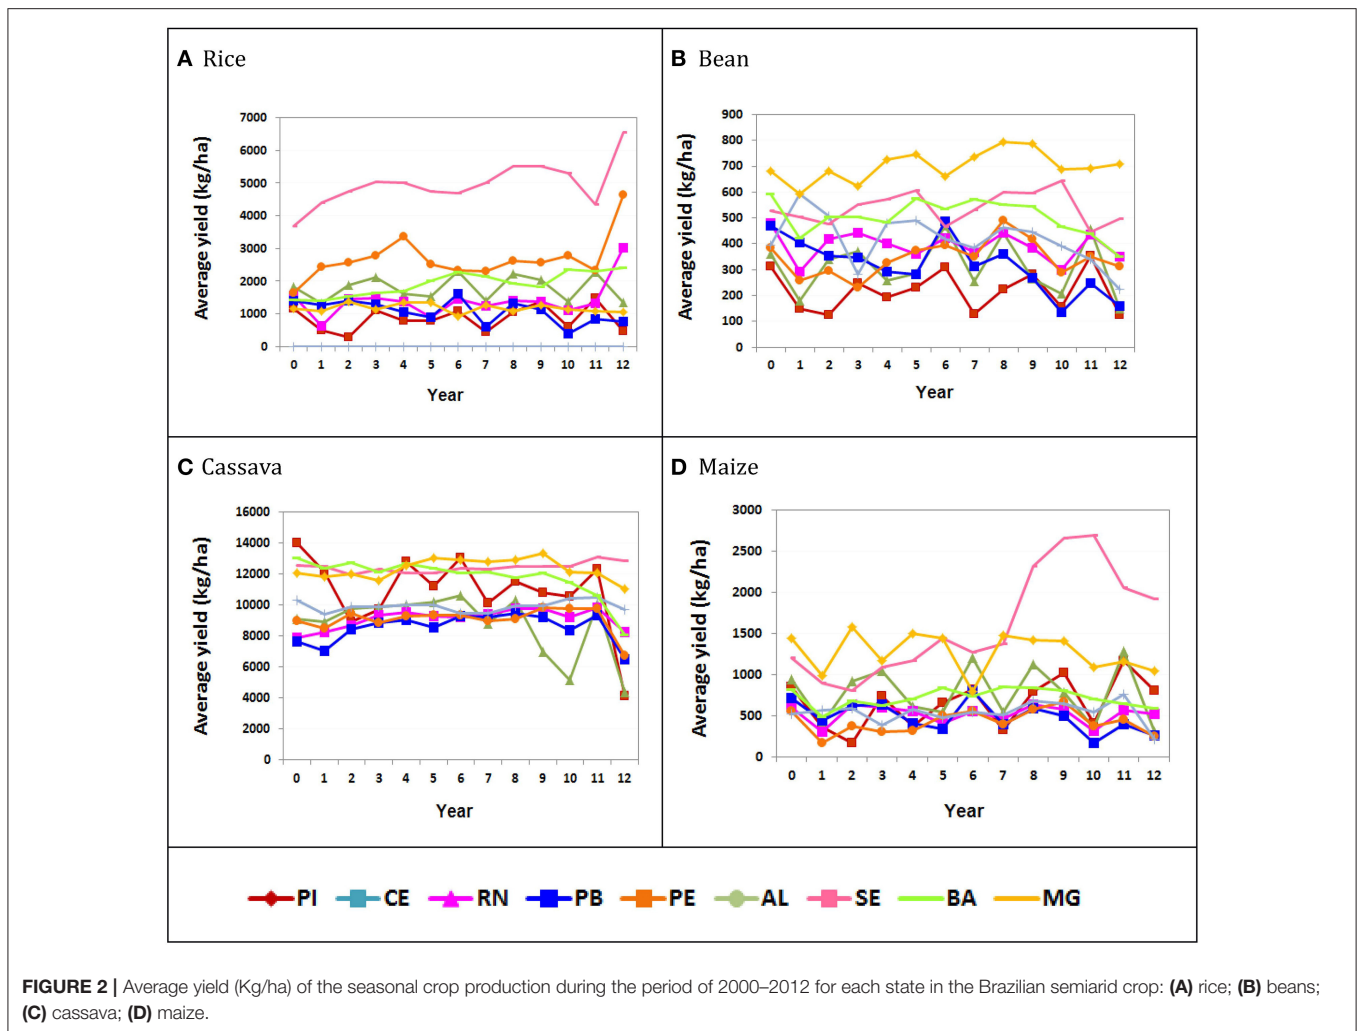 A Rice
Average yield (kg/ha)
7000
6000
5000
4000
3000
2000
1000
0
0 1 2 3 4 5 6 7 8 9 10 11 12
Year
B Bean
Average yield (kg/ha)
900
800
700
600
500
400
300
200
100
0
0 1 2 3 4 5 6 7 8 9 10 11 12
Year
C Cassava
Average yield (kg/ha)
16000
14000
12000
10000
8000
6000
4000
2000
0
0 1 2 3 4 5 6 7 8 9 10 11 12
Year
D Maize
Average yield (kg/ha)
3000
2500
2000
1500
1000
500
0
0 1 2 3 4 5 6 7 8 9 10 11 12
Year
PI CE RN PB PE AL SE BA MG
FIGURE 2 | Average yield (Kg/ha) of the seasonal crop production during the period of 2000–2012 for each state in the Brazilian semiarid crop: (A) rice; (B) beans;
(C) cassava; (D) maize.